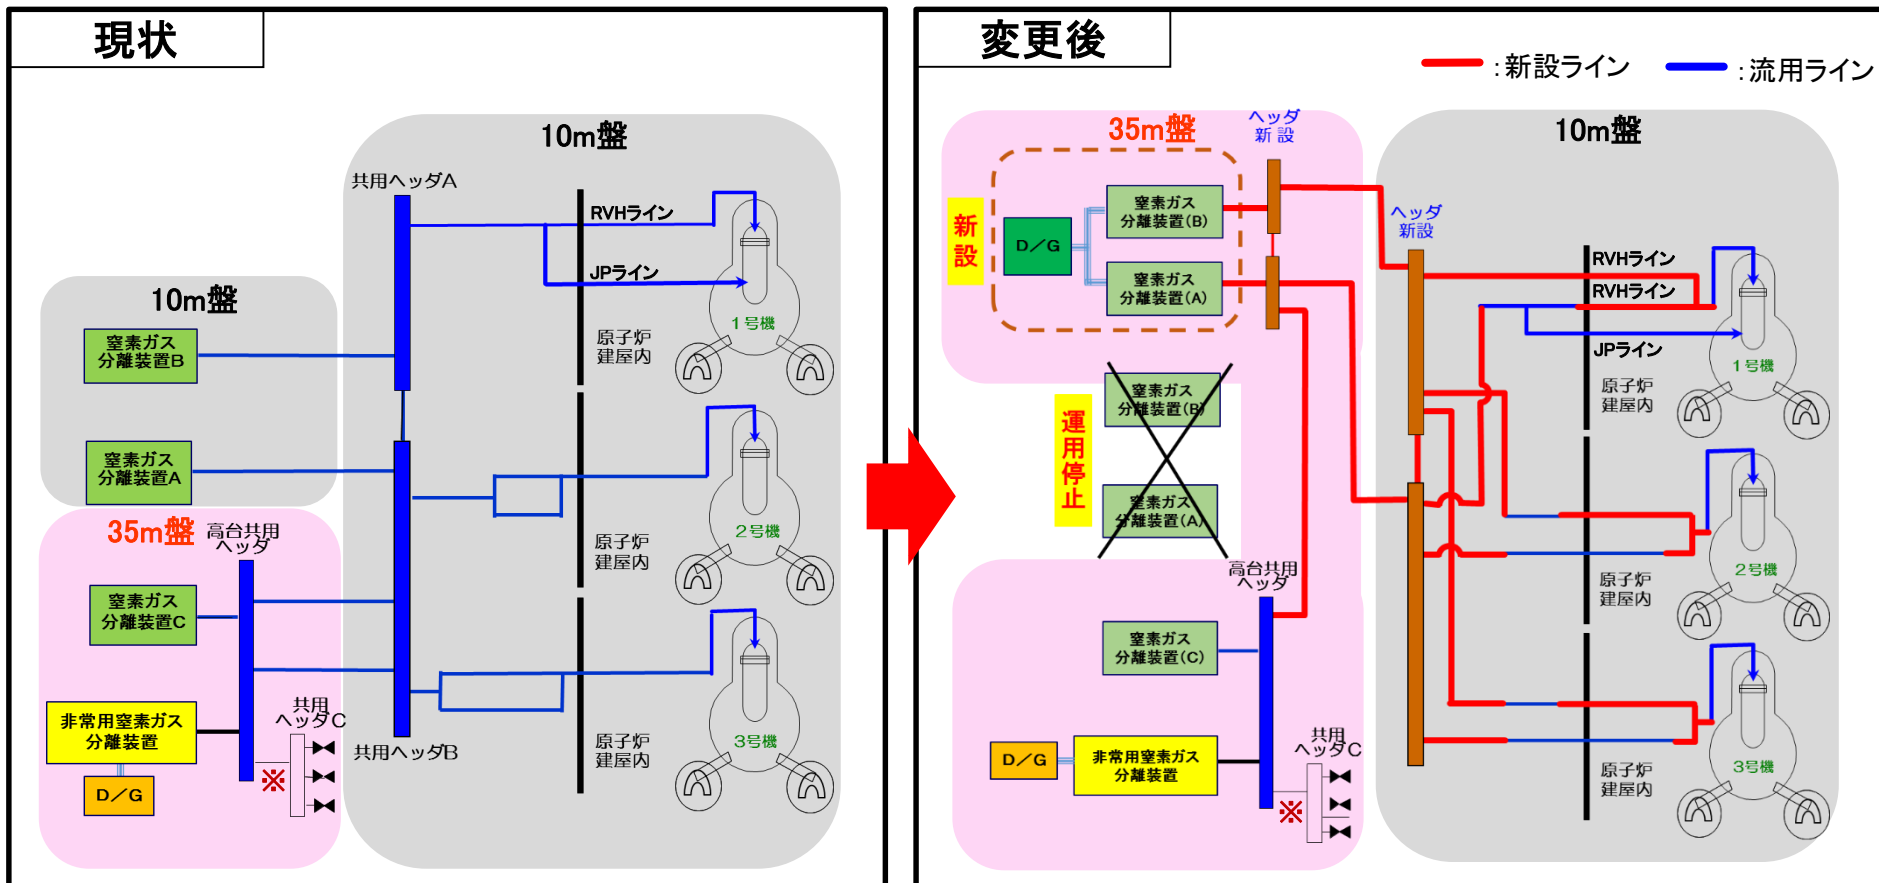 現状
10m盤
共用ヘッダA
RVHライン
JPライン
1号機
原子炉
建屋内
10m盤
窒素ガス
分離装置B
窒素ガス
分離装置A
2号機
原子炉
建屋内
35m盤
高台共用
ヘッダ
窒素ガス
分離装置C
非常用窒素ガス
分離装置
D/G
※
共用
ヘッダC
共用ヘッダB
3号機
原子炉
建屋内
変更後
:新設ライン
:流用ライン
35m盤
ヘッダ
新設
新設
D/G
窒素ガス
分離装置(B)
窒素ガス
分離装置(A)
運用停止
窒素ガス
分離装置(B)
窒素ガス
分離装置(A)
高台共用
ヘッダ
窒素ガス
分離装置(C)
D/G
非常用窒素ガス
分離装置
※
共用
ヘッダC
10m盤
ヘッダ
新設
RVHライン
RVHライン
JPライン
1号機
原子炉
建屋内
2号機
原子炉
建屋内
3号機
原子炉
建屋内